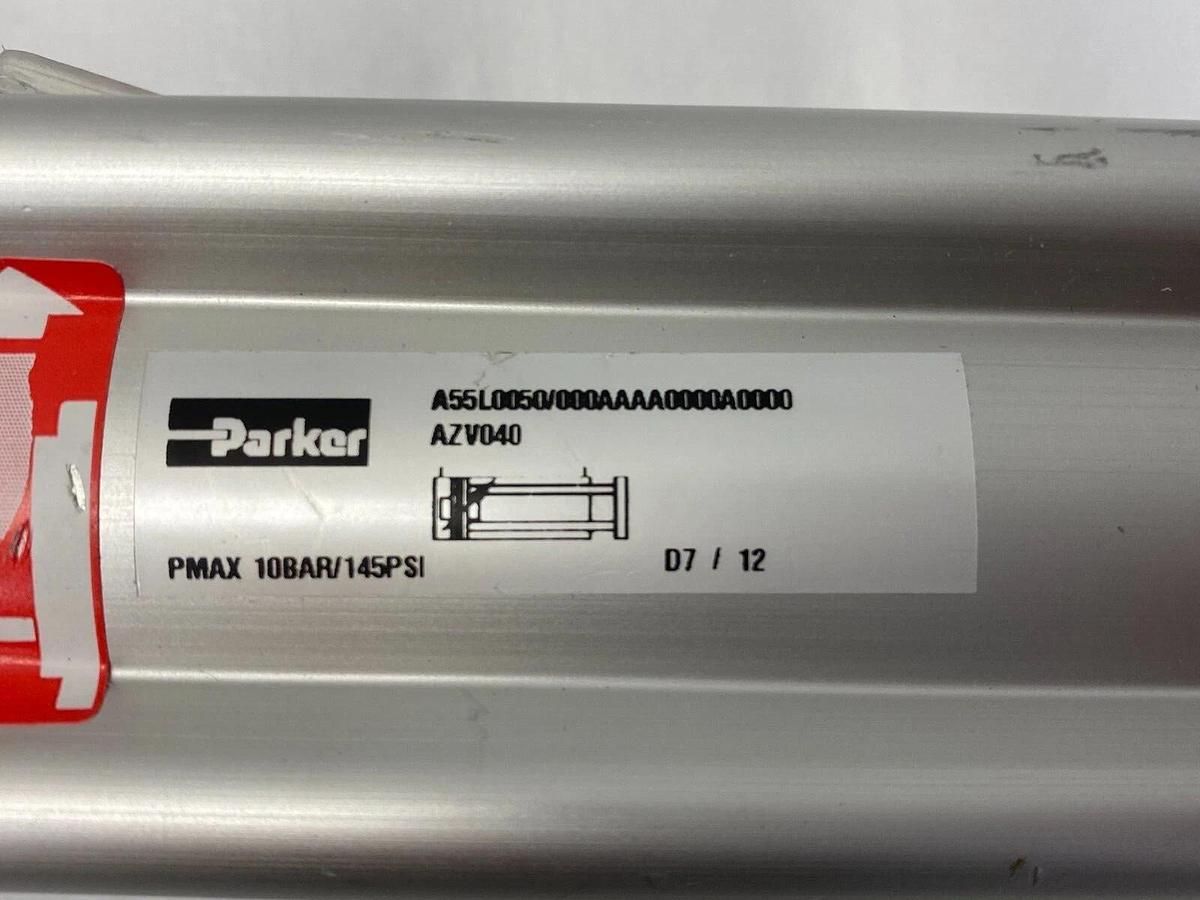 Parker
A55L0050/000AAAA0000A0000
AZV040
PMAX 10BAR/145PSI
D7 / 12